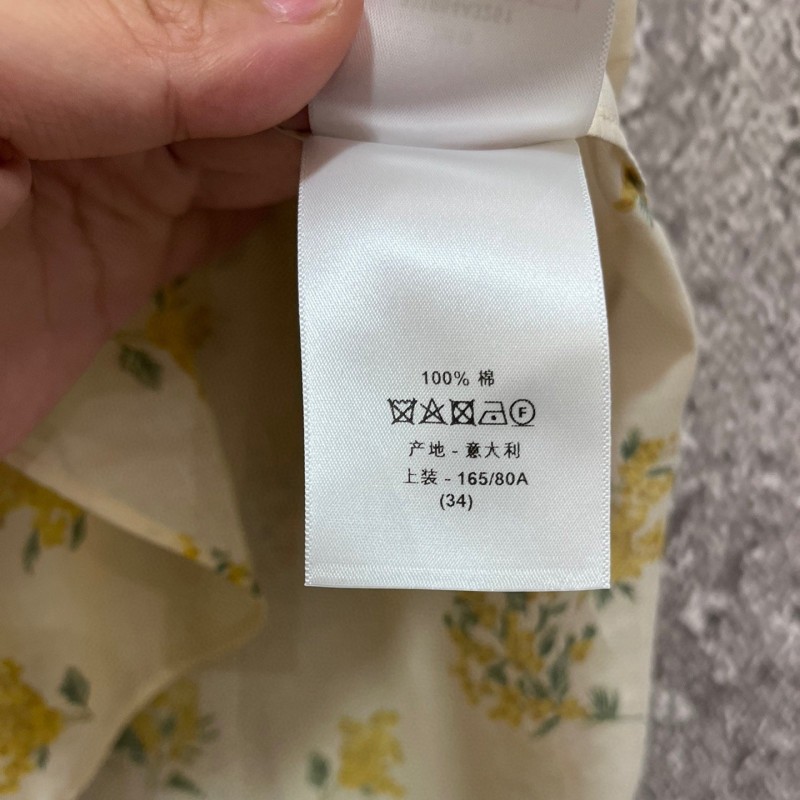 100% 棉
F
产地 - 意大利
上装 - 165/80A
(34)